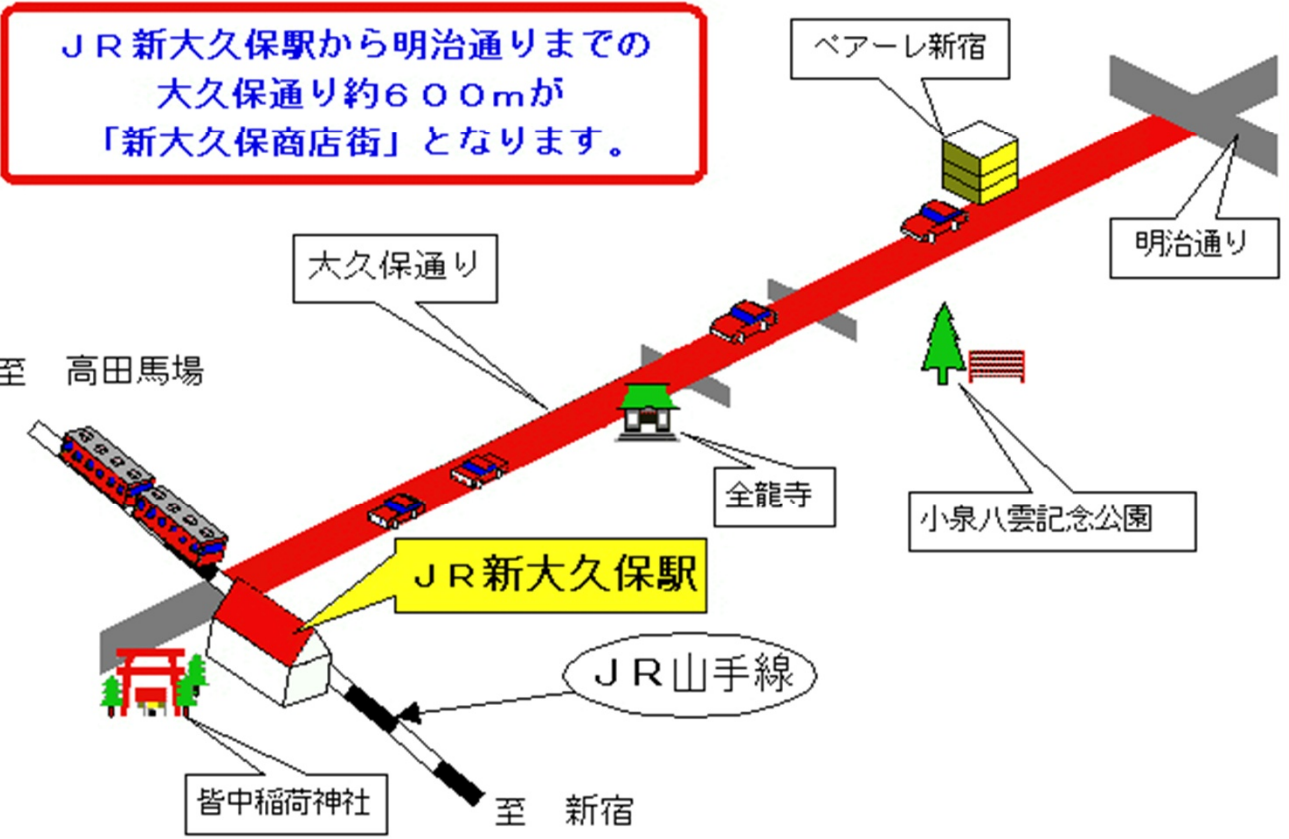 ＪＲ新大久保駅から明治通りまでの
大久保通り約６００ｍが
「新大久保商店街」となります。
ペアーレ新宿
明治通り
大久保通り
至　高田馬場
全龍寺
小泉八雲記念公園
ＪＲ新大久保駅
ＪＲ山手線
皆中稲荷神社
至　新宿